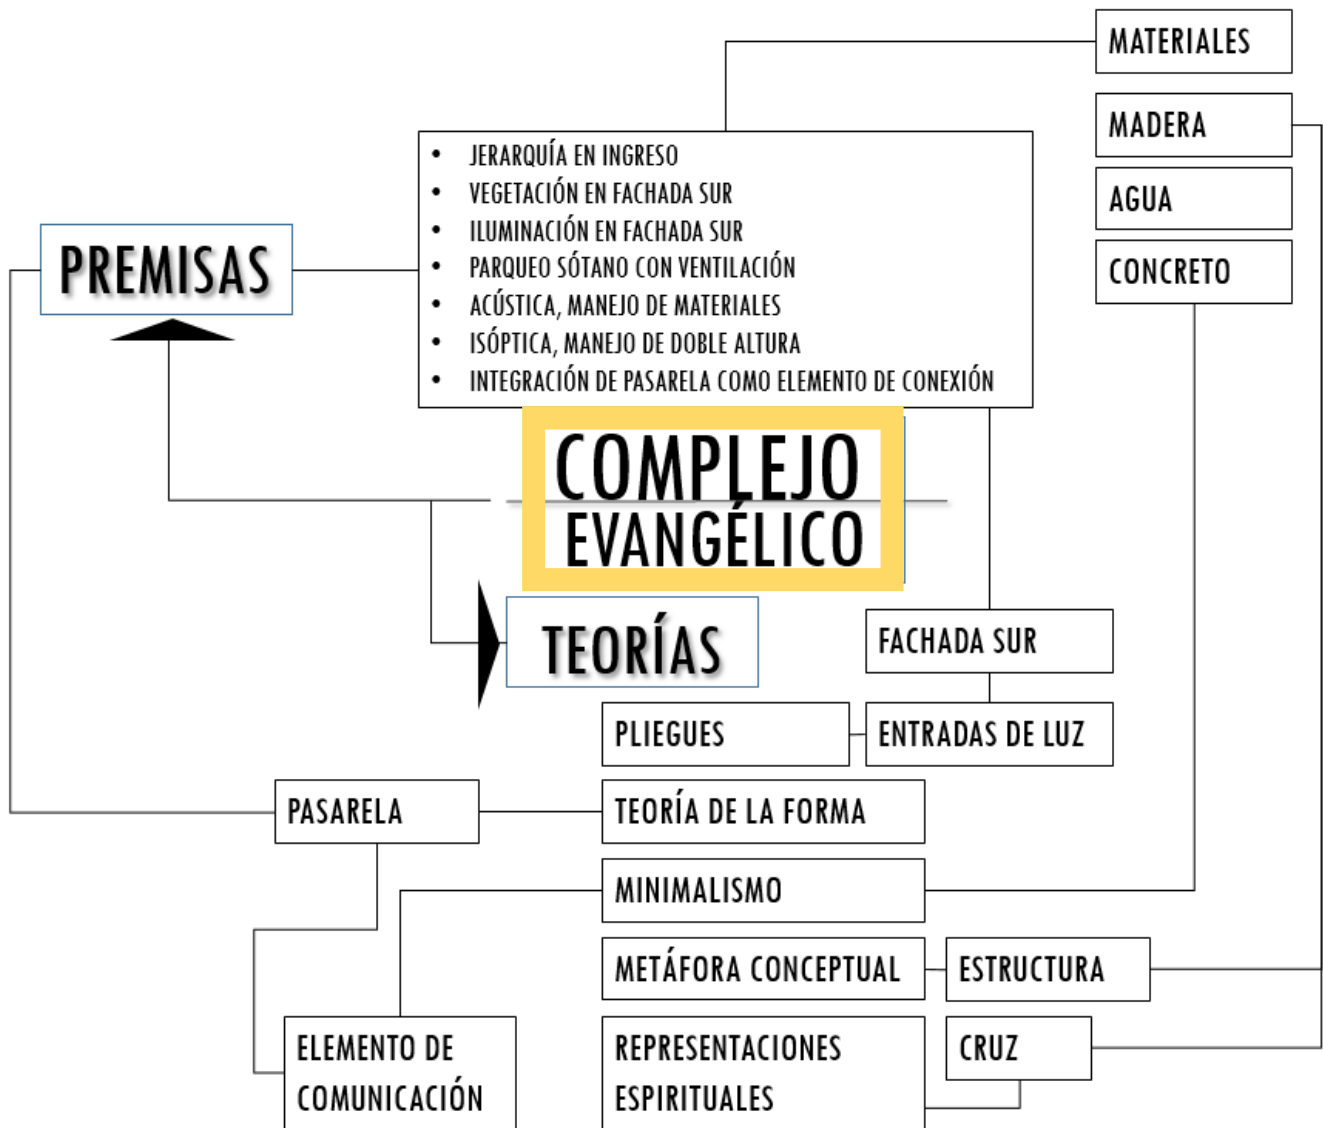 MATERIALES
MADERA
AGUA
CONCRETO
• JERARQUÍA EN INGRESO
• VEGETACIÓN EN FACHADA SUR
• ILUMINACIÓN EN FACHADA SUR
• PARQUEO SÓTANO CON VENTILACIÓN
• ACÚSTICA, MANEJO DE MATERIALES
• ISÓPTICA, MANEJO DE DOBLE ALTURA
• INTEGRACIÓN DE PASARELA COMO ELEMENTO DE CONEXIÓN
PREMISAS
COMPLEJO
EVANGÉLICO
TEORÍAS
FACHADA SUR
PLIEGUES
ENTRADAS DE LUZ
PASARELA
TEORÍA DE LA FORMA
MINIMALISMO
METÁFORA CONCEPTUAL
ESTRUCTURA
ELEMENTO DE
COMUNICACIÓN
REPRESENTACIONES
ESPIRITUALES
CRUZ